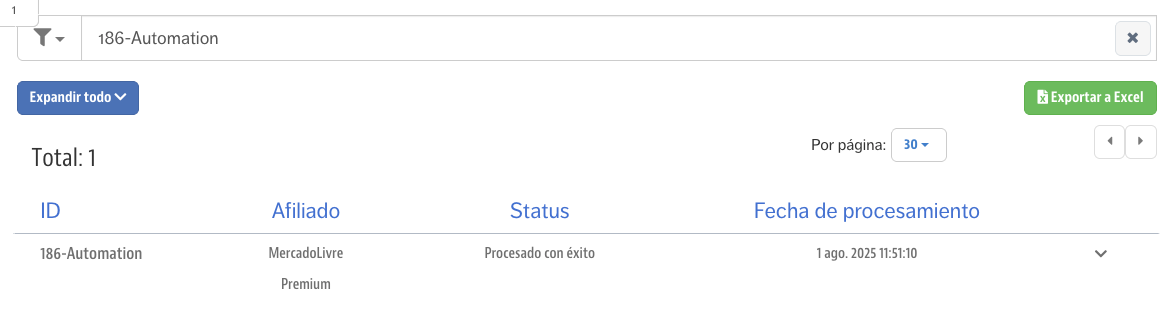 1
186-Automation
Expandir todo
Exportar a Excel
Por página: 30
Total: 1
ID Afiliado Status Fecha de procesamiento
186-Automation MercadoLivre Procesado con éxito 1 ago. 2025 11:51:10
Premium